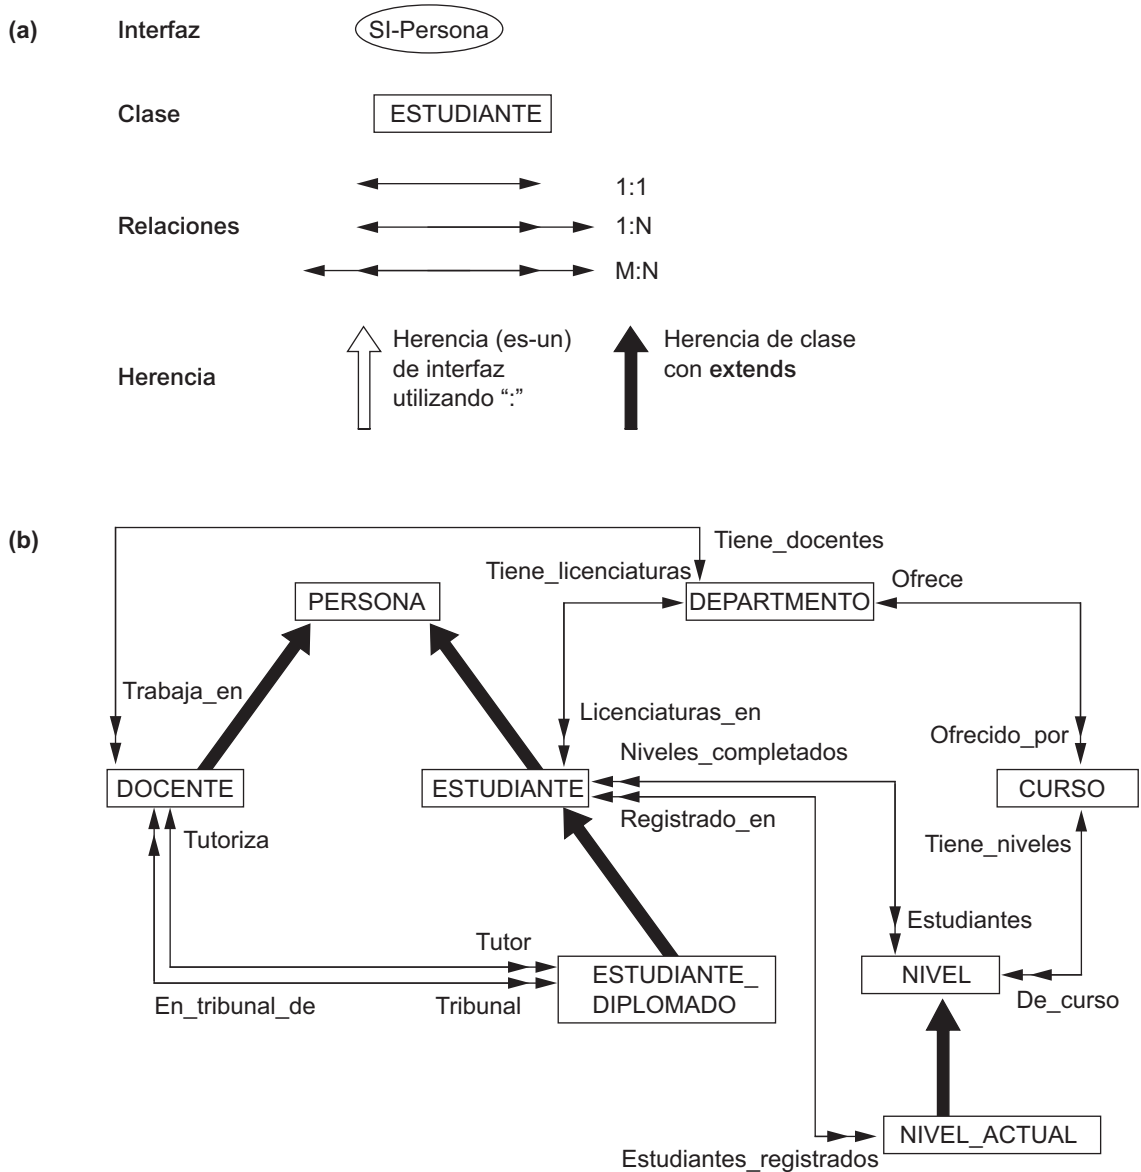 (a)
Interfaz
SI-Persona
Clase
ESTUDIANTE
Relaciones
1:1
1:N
M:N
Herencia
Herencia (es-un)
de interfaz
utilizando “:”
Herencia de clase
con extends
(b)
Tiene_docentes
Tiene_licenciaturas
Ofrece
PERSONA
DEPARTMENTO
Trabaja_en
Licenciaturas_en
Ofrecido_por
Niveles_completados
DOCENTE
ESTUDIANTE
CURSO
Registrado_en
Tutoriza
Tiene_niveles
Estudiantes
Tutor
ESTUDIANTE_
DIPLOMADO
NIVEL
En_tribunal_de
Tribunal
De_curso
NIVEL_ACTUAL
Estudiantes_registrados